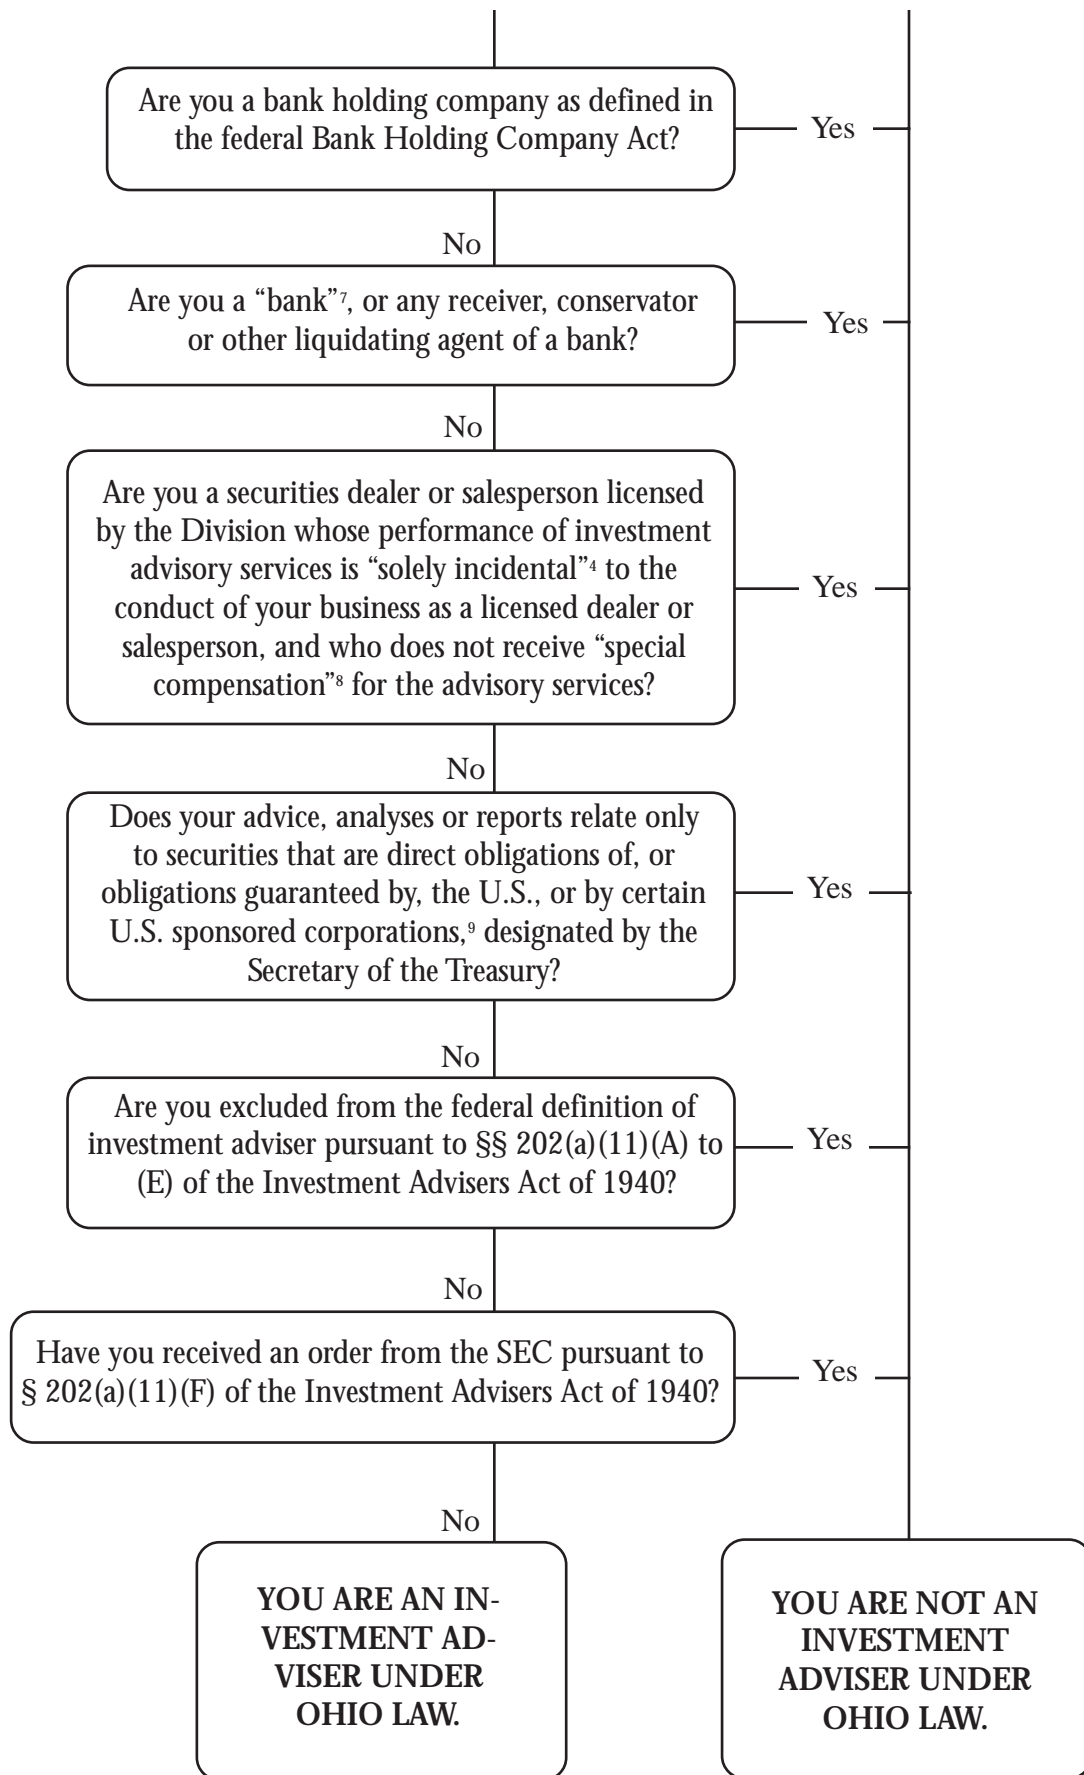 Are you a bank holding company as defined in
the federal Bank Holding Company Act?
Yes
No
Are you a “bank”⁷, or any receiver, conservator
or other liquidating agent of a bank?
Yes
No
Are you a securities dealer or salesperson licensed
by the Division whose performance of investment
advisory services is “solely incidental”⁴ to the
conduct of your business as a licensed dealer or
salesperson, and who does not receive “special
compensation”⁸ for the advisory services?
Yes
No
Does your advice, analyses or reports relate only
to securities that are direct obligations of, or
obligations guaranteed by, the U.S., or by certain
U.S. sponsored corporations,⁹ designated by the
Secretary of the Treasury?
Yes
No
Are you excluded from the federal definition of
investment adviser pursuant to §§ 202(a)(11)(A) to
(E) of the Investment Advisers Act of 1940?
Yes
No
Have you received an order from the SEC pursuant to
§ 202(a)(11)(F) of the Investment Advisers Act of 1940?
Yes
No
YOU ARE AN IN-
VESTMENT AD-
VISER UNDER
OHIO LAW.
YOU ARE NOT AN
INVESTMENT
ADVISER UNDER
OHIO LAW.